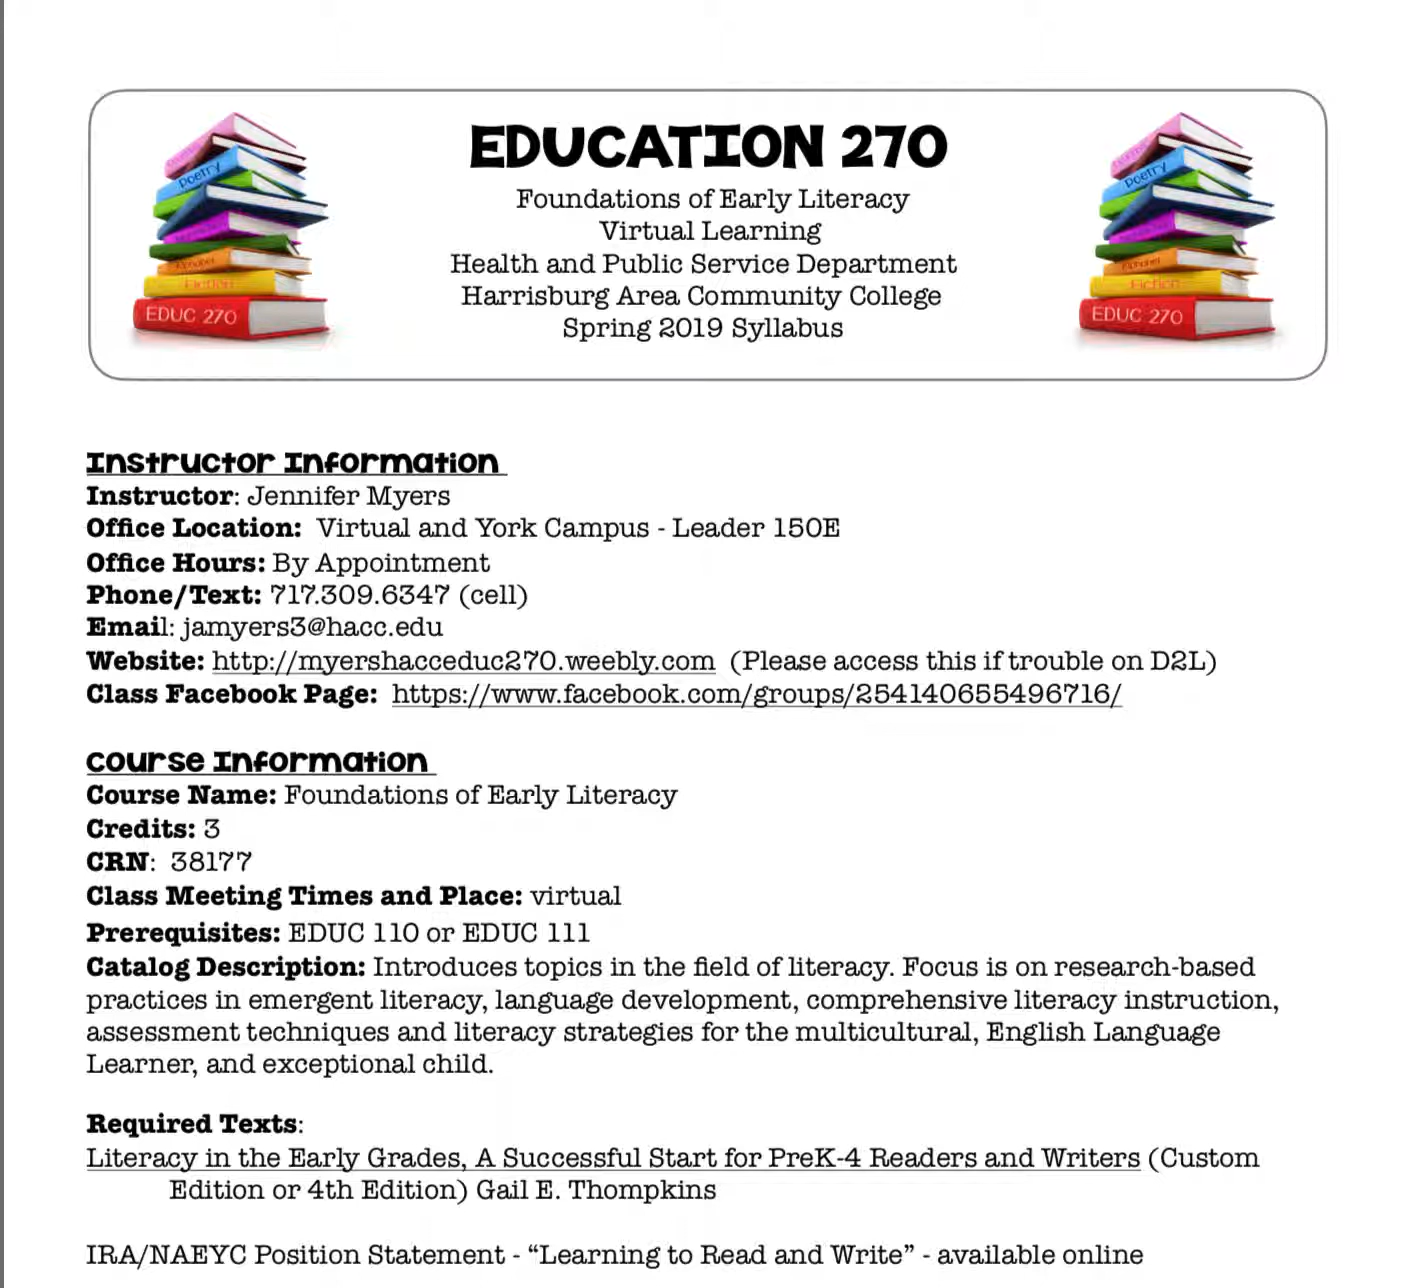 EDUCATION 270
Foundations of Early Literacy
Virtual Learning
Health and Public Service Department
Harrisburg Area Community College
Spring 2019 Syllabus
Poetry
Alphabet
Fiction
EDUC 270
Poetry
Alphabet
Fiction
EDUC 270
Instructor Information
Instructor: Jennifer Myers
Office Location: Virtual and York Campus - Leader 150E
Office Hours: By Appointment
Phone/Text: 717.309.6347 (cell)
Email: jamyers3@hacc.edu
Website: http://myershacceduc270.weebly.com (Please access this if trouble on D2L)
Class Facebook Page: https://www.facebook.com/groups/254140655496716/
Course Information
Course Name: Foundations of Early Literacy
Credits: 3
CRN: 38177
Class Meeting Times and Place: virtual
Prerequisites: EDUC 110 or EDUC 111
Catalog Description: Introduces topics in the field of literacy. Focus is on research-based
practices in emergent literacy, language development, comprehensive literacy instruction,
assessment techniques and literacy strategies for the multicultural, English Language
Learner, and exceptional child.
Required Texts:
Literacy in the Early Grades, A Successful Start for PreK-4 Readers and Writers (Custom
Edition or 4th Edition) Gail E. Thompkins
IRA/NAEYC Position Statement - “Learning to Read and Write” - available online